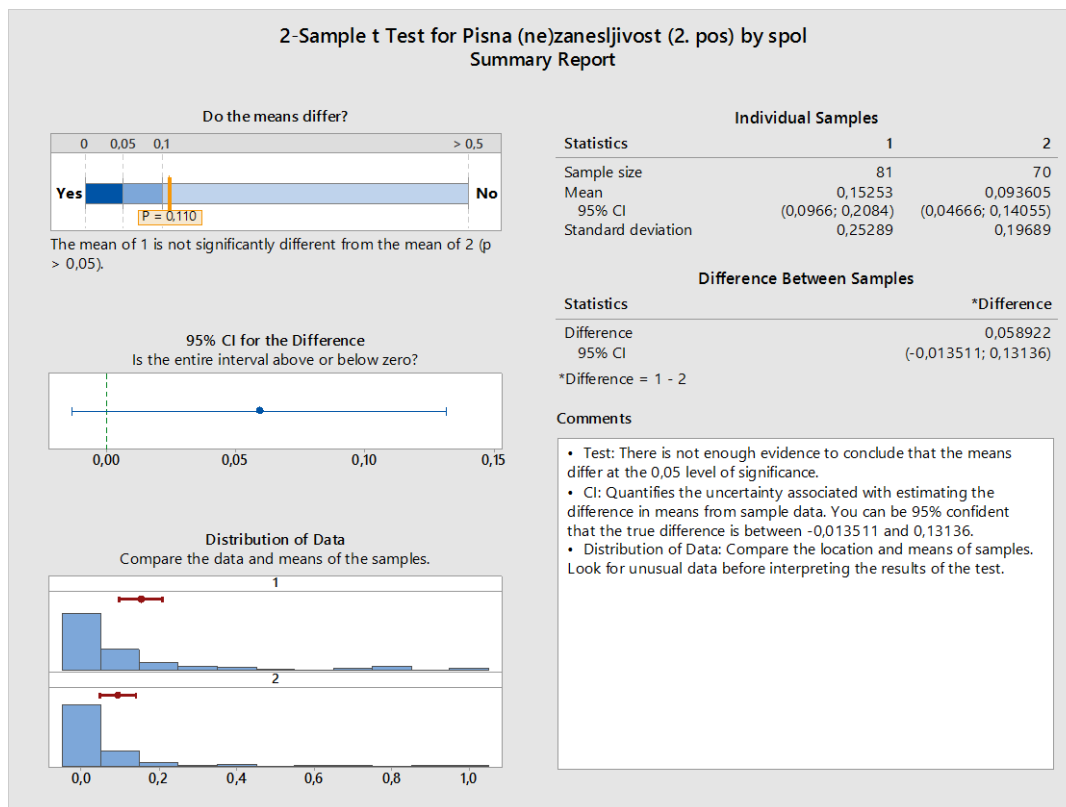 2-Sample t Test for Pisna (ne)zanesljivost (2. pos) by spol
Summary Report
Do the means differ?
0 0,05 0,1 > 0,5
Yes No
P = 0,110
The mean of 1 is not significantly different from the mean of 2 (p
> 0,05).
95% CI for the Difference
Is the entire interval above or below zero?
0,00 0,05 0,10 0,15
Distribution of Data
Compare the data and means of the samples.
1
2
0,0 0,2 0,4 0,6 0,8 1,0
Individual Samples
Statistics 1 2
Sample size 81 70
Mean 0,15253 0,093605
95% CI (0,0966; 0,2084) (0,04666; 0,14055)
Standard deviation 0,25289 0,19689
Difference Between Samples
Statistics *Difference
Difference 0,058922
95% CI (-0,013511; 0,13136)
*Difference = 1 - 2
Comments
• Test: There is not enough evidence to conclude that the means
differ at the 0,05 level of significance.
• CI: Quantifies the uncertainty associated with estimating the
difference in means from sample data. You can be 95% confident
that the true difference is between -0,013511 and 0,13136.
• Distribution of Data: Compare the location and means of samples.
Look for unusual data before interpreting the results of the test.